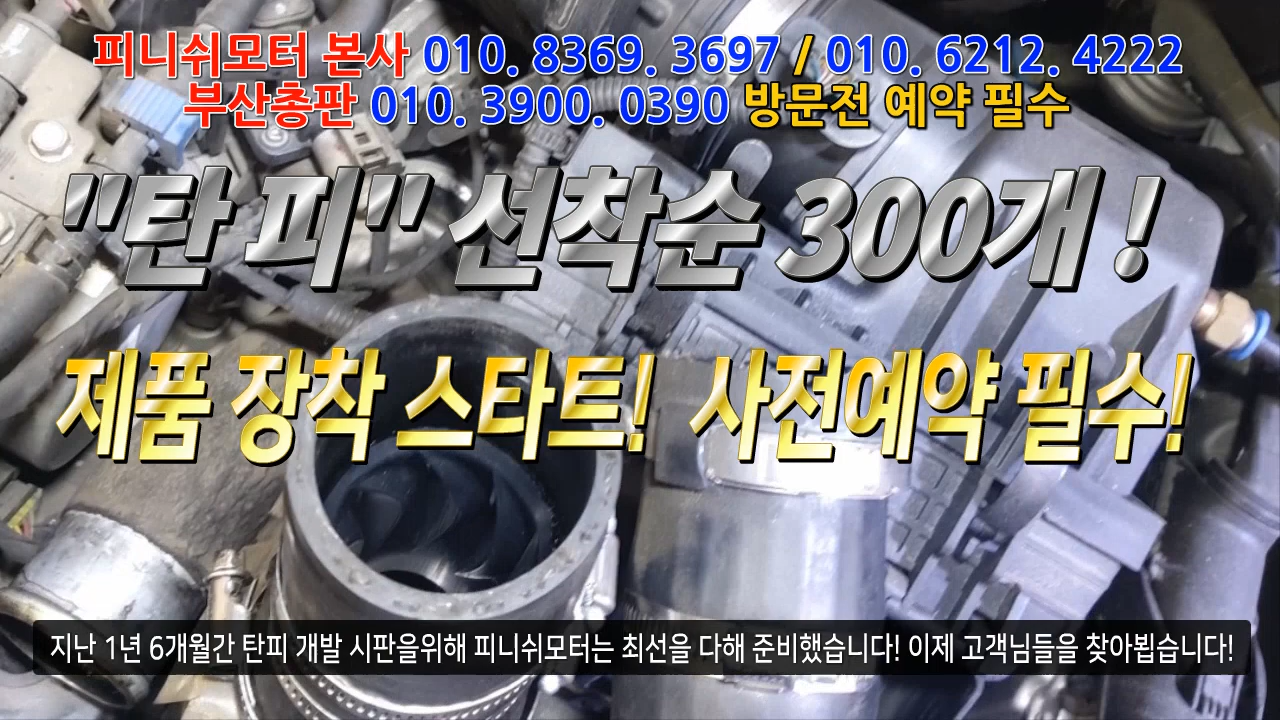 피니쉬모터 본사 010. 8369. 3697 / 010. 6212. 4222
부산총판 010. 3900. 0390 방문전 예약 필수
"탄 피" 선착순 300개 !
제품 장착 스타트! 사전예약 필수!
지난 1년 6개월간 탄피 개발 시판을위해 피니쉬모터는 최선을 다해 준비했습니다! 이제 고객님들을 찾아뵙습니다!